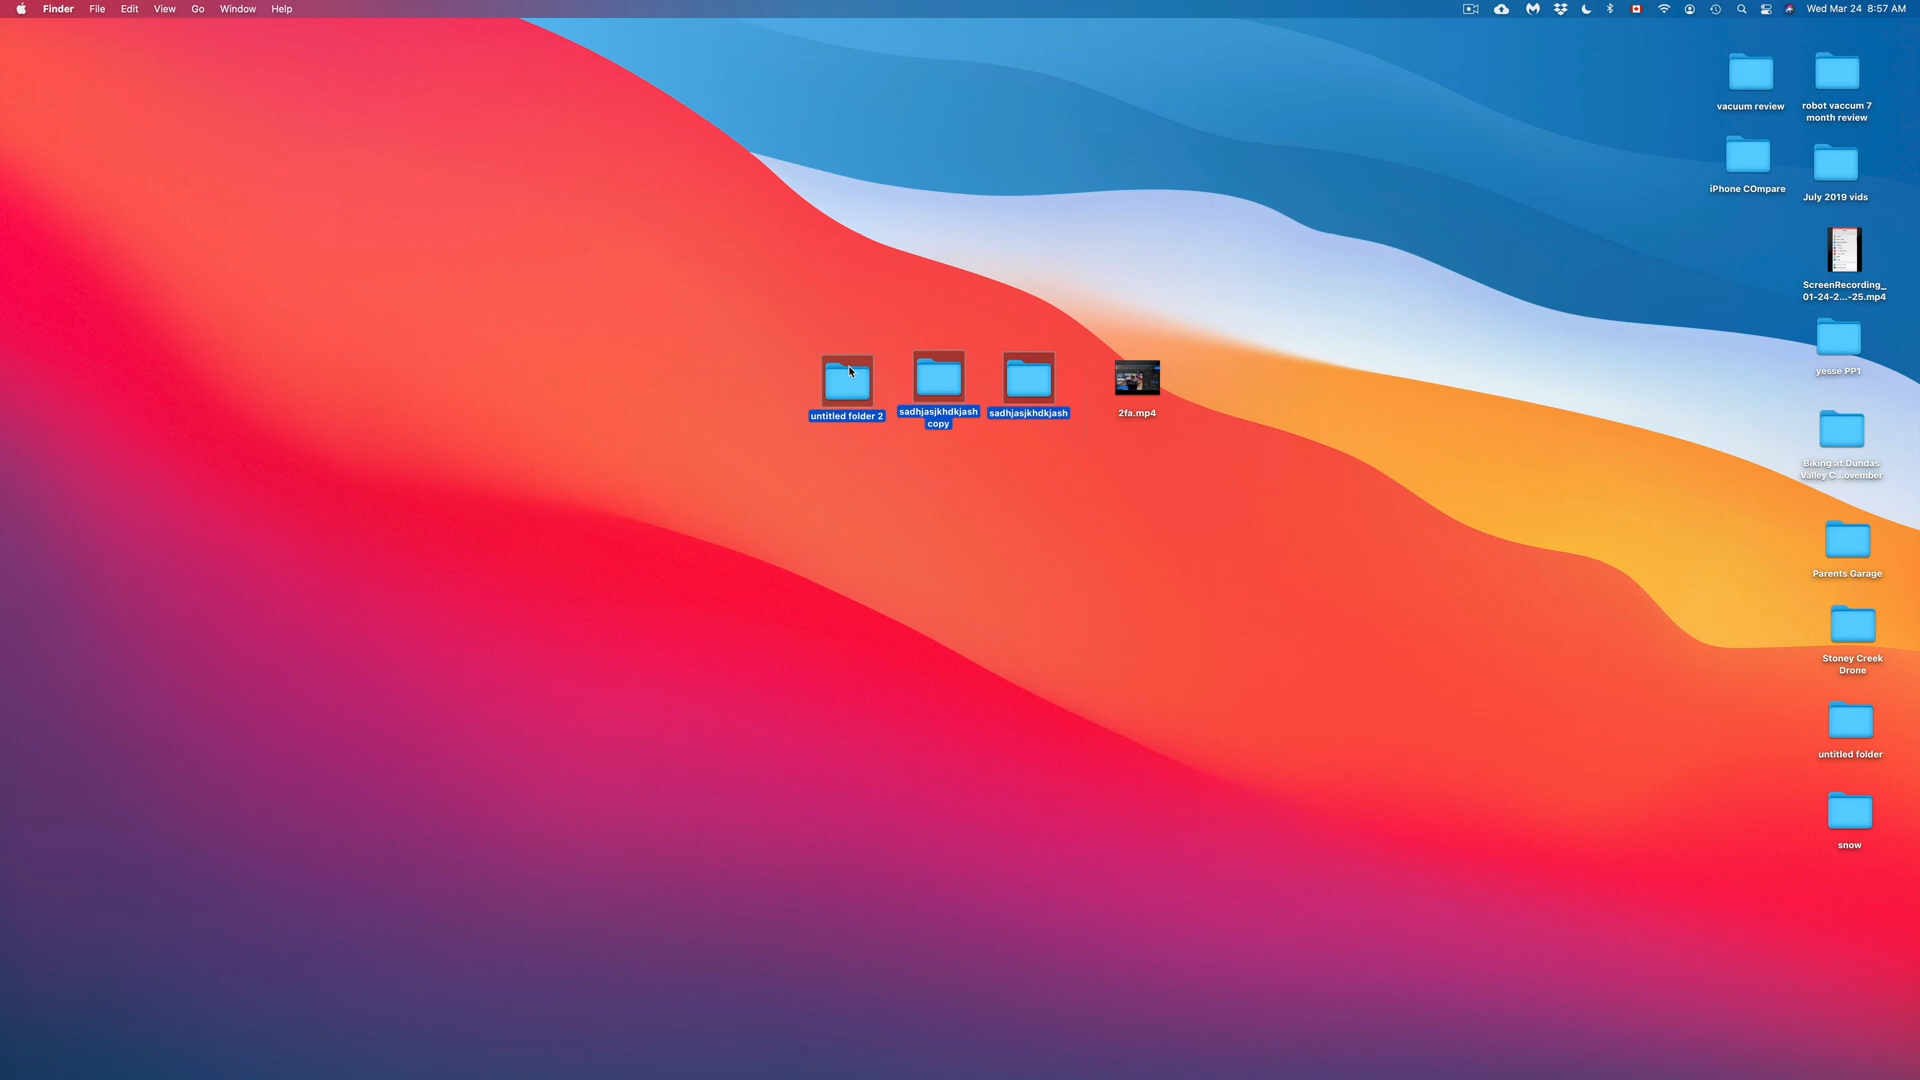 Finder File Edit View Go Window Help Wed Mar 24 8:57 AM
vacuum review
robot vaccum 7
month review
iPhone COmpare
July 2019 vids
ScreenRecording_
01-24-2...-25.mp4
yesse PP1
untitled folder 2
sadhjasjkhdkjash
copy
sadhjasjkhdkjash
2fa.mp4
Biking at Dundas
Valley C...ovember
Parents Garage
Stoney Creek
Drone
untitled folder
snow